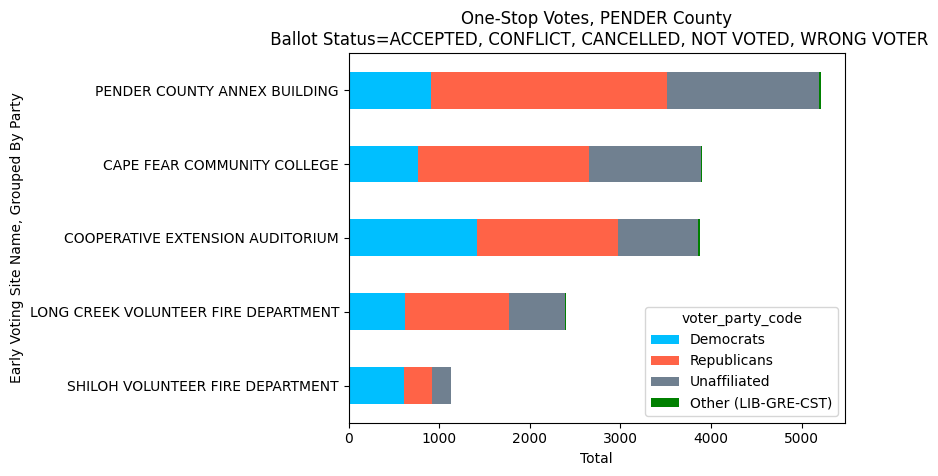 One-Stop Votes, PENDER County
Ballot Status=ACCEPTED, CONFLICT, CANCELLED, NOT VOTED, WRONG VOTER
Early Voting Site Name, Grouped By Party
PENDER COUNTY ANNEX BUILDING
CAPE FEAR COMMUNITY COLLEGE
COOPERATIVE EXTENSION AUDITORIUM
LONG CREEK VOLUNTEER FIRE DEPARTMENT
SHILOH VOLUNTEER FIRE DEPARTMENT
voter_party_code
Democrats
Republicans
Unaffiliated
Other (LIB-GRE-CST)
0 1000 2000 3000 4000 5000
Total